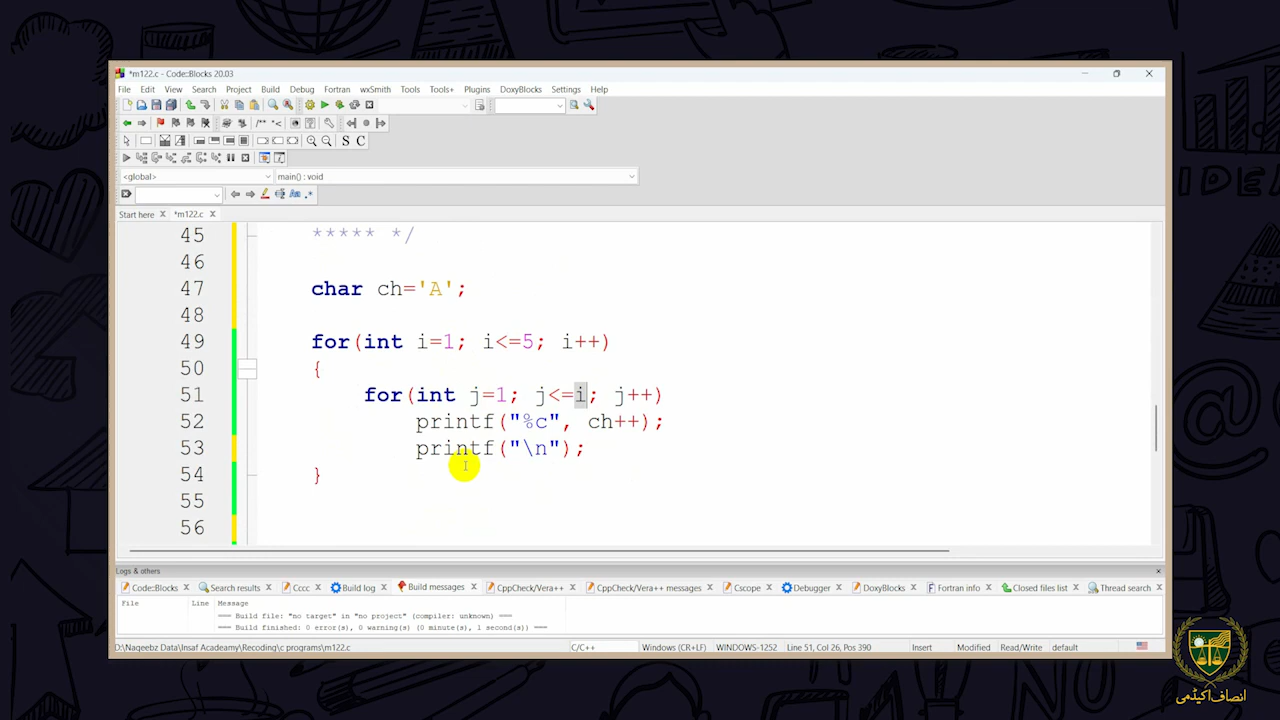 *m122.c - Code::Blocks 20.03
File Edit View Search Project Build Debug Fortran wxSmith Tools Tools+ Plugins DoxyBlocks Settings Help
S C
<global> main() : void
Start here X *m122.c X
45 ***** */
46
47 char ch='A';
48
49 for(int i=1; i<=5; i++)
50 {
51 for(int j=1; j<=i; j++)
52 printf("%c", ch++);
53 printf("\n");
54 }
55
56
Logs & others
Code::Blocks X Search results X Cccc X Build log X Build messages X CppCheck/Vera++ X CppCheck/Vera++ messages X Cscope X Debugger X DoxyBlocks X Fortran info X Closed files list X Thread search X
File Line Message
=== Build file: "no target" in "no project" (compiler: unknown) ===
=== Build finished: 0 error(s), 0 warning(s) (0 minute(s), 1 second(s)) ===
D:\Naqeebz Data\Insaf Acadeamy\Recoding\c programs\m122.c C/C++ Windows (CR+LF) WINDOWS-1252 Line 51, Col 26, Pos 390 Insert Modified Read/Write default
IDEA
انصاف اکیڈمی